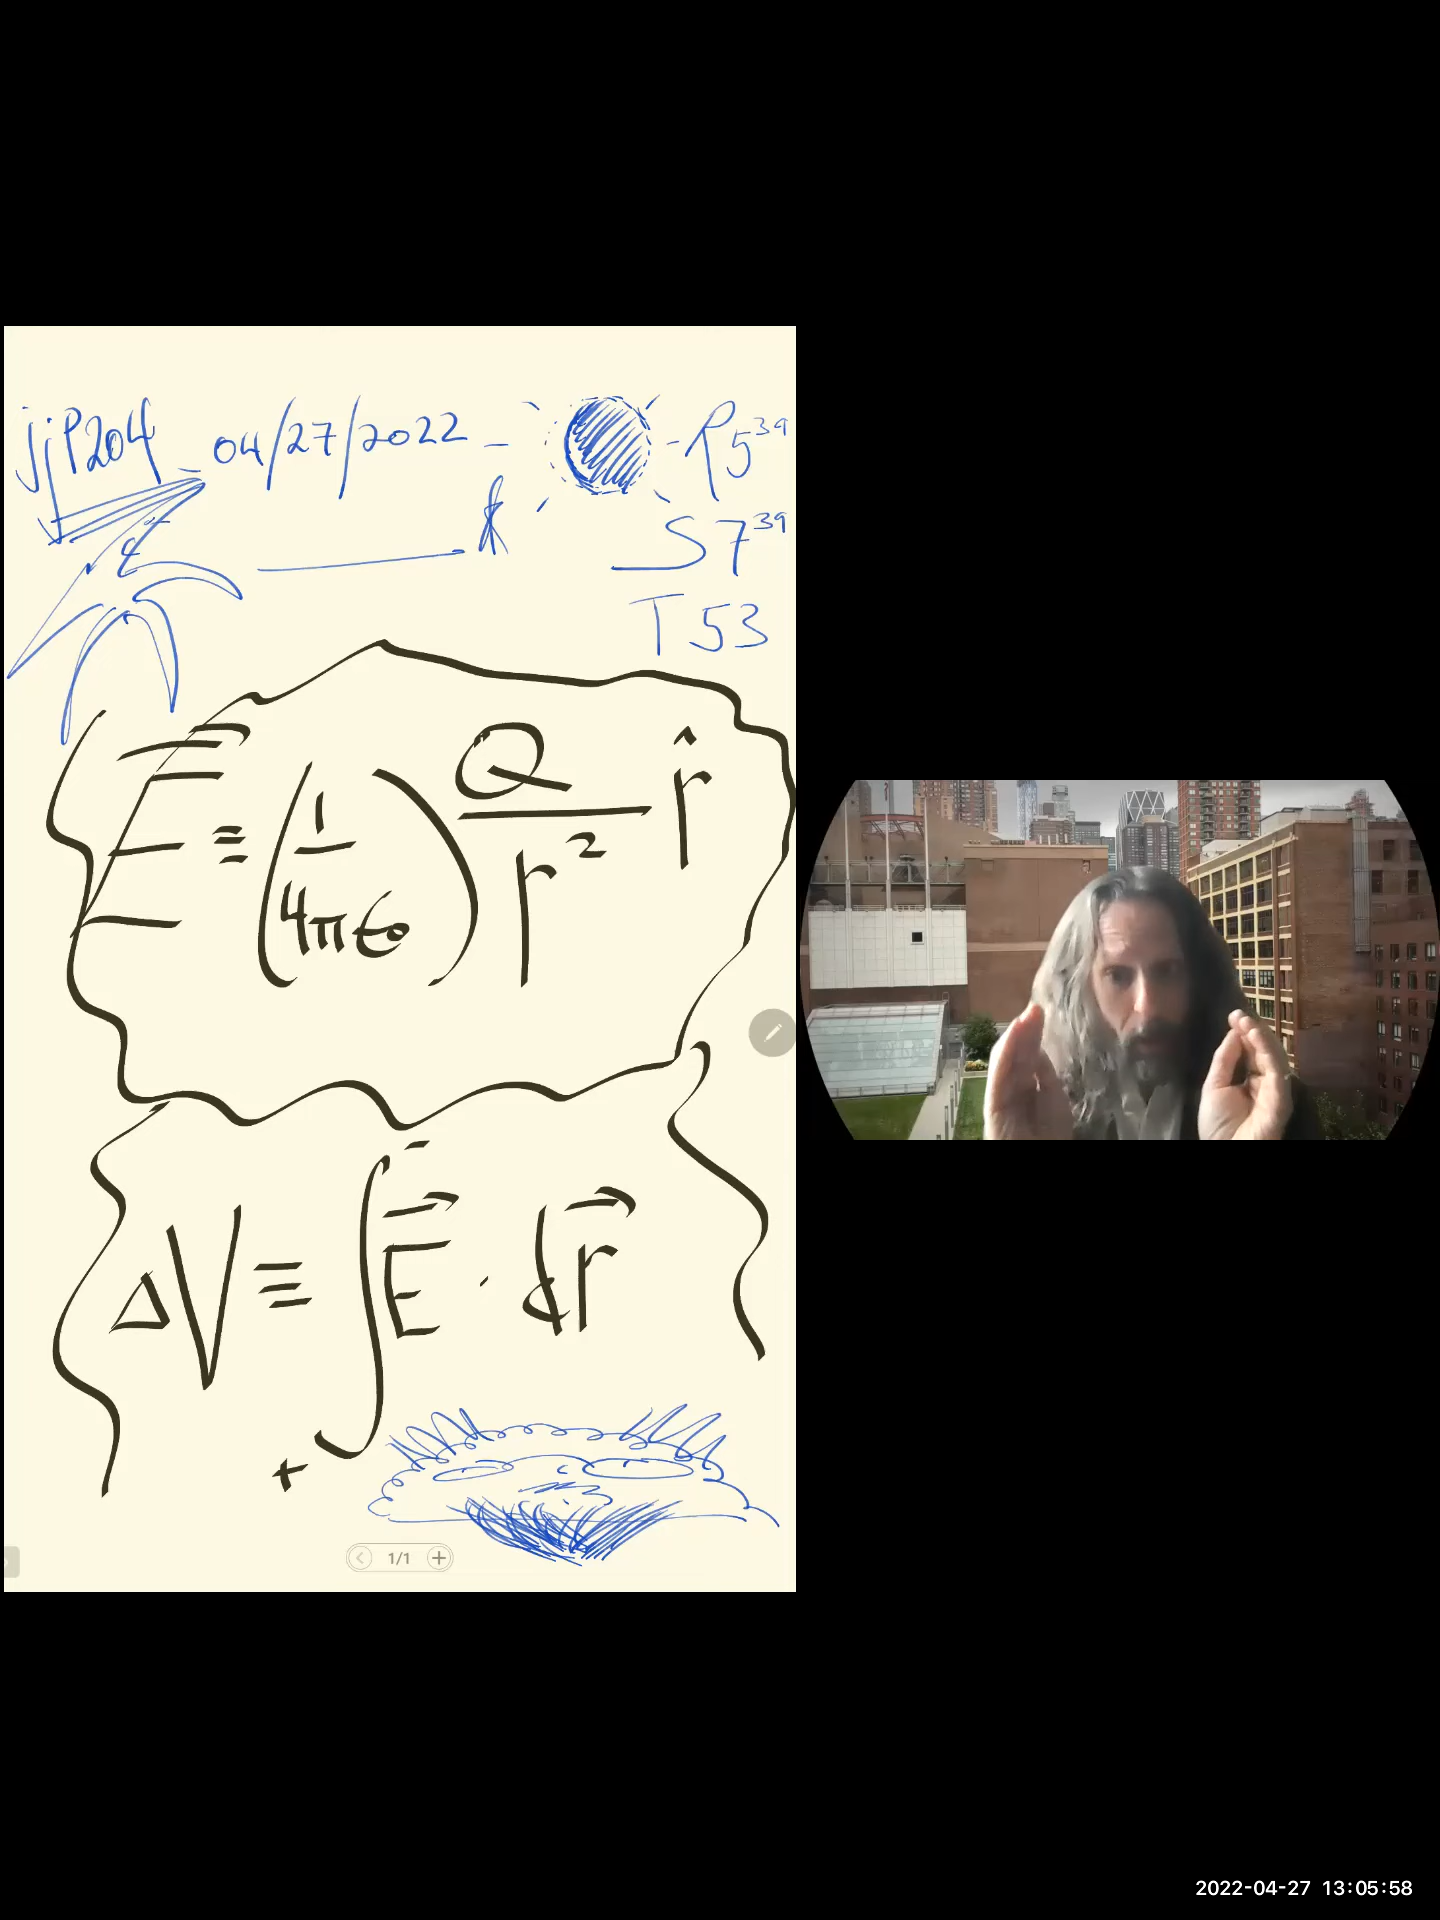 jjP204 - 04/27/2022 - - R5³⁹
S7³⁹
T 53
E⃗ = (1/4πε₀) Q/r² r̂
-
ΔV ≡ ∫ E⃗ · dr⃗
+
1/1
2022-04-27 13:05:58